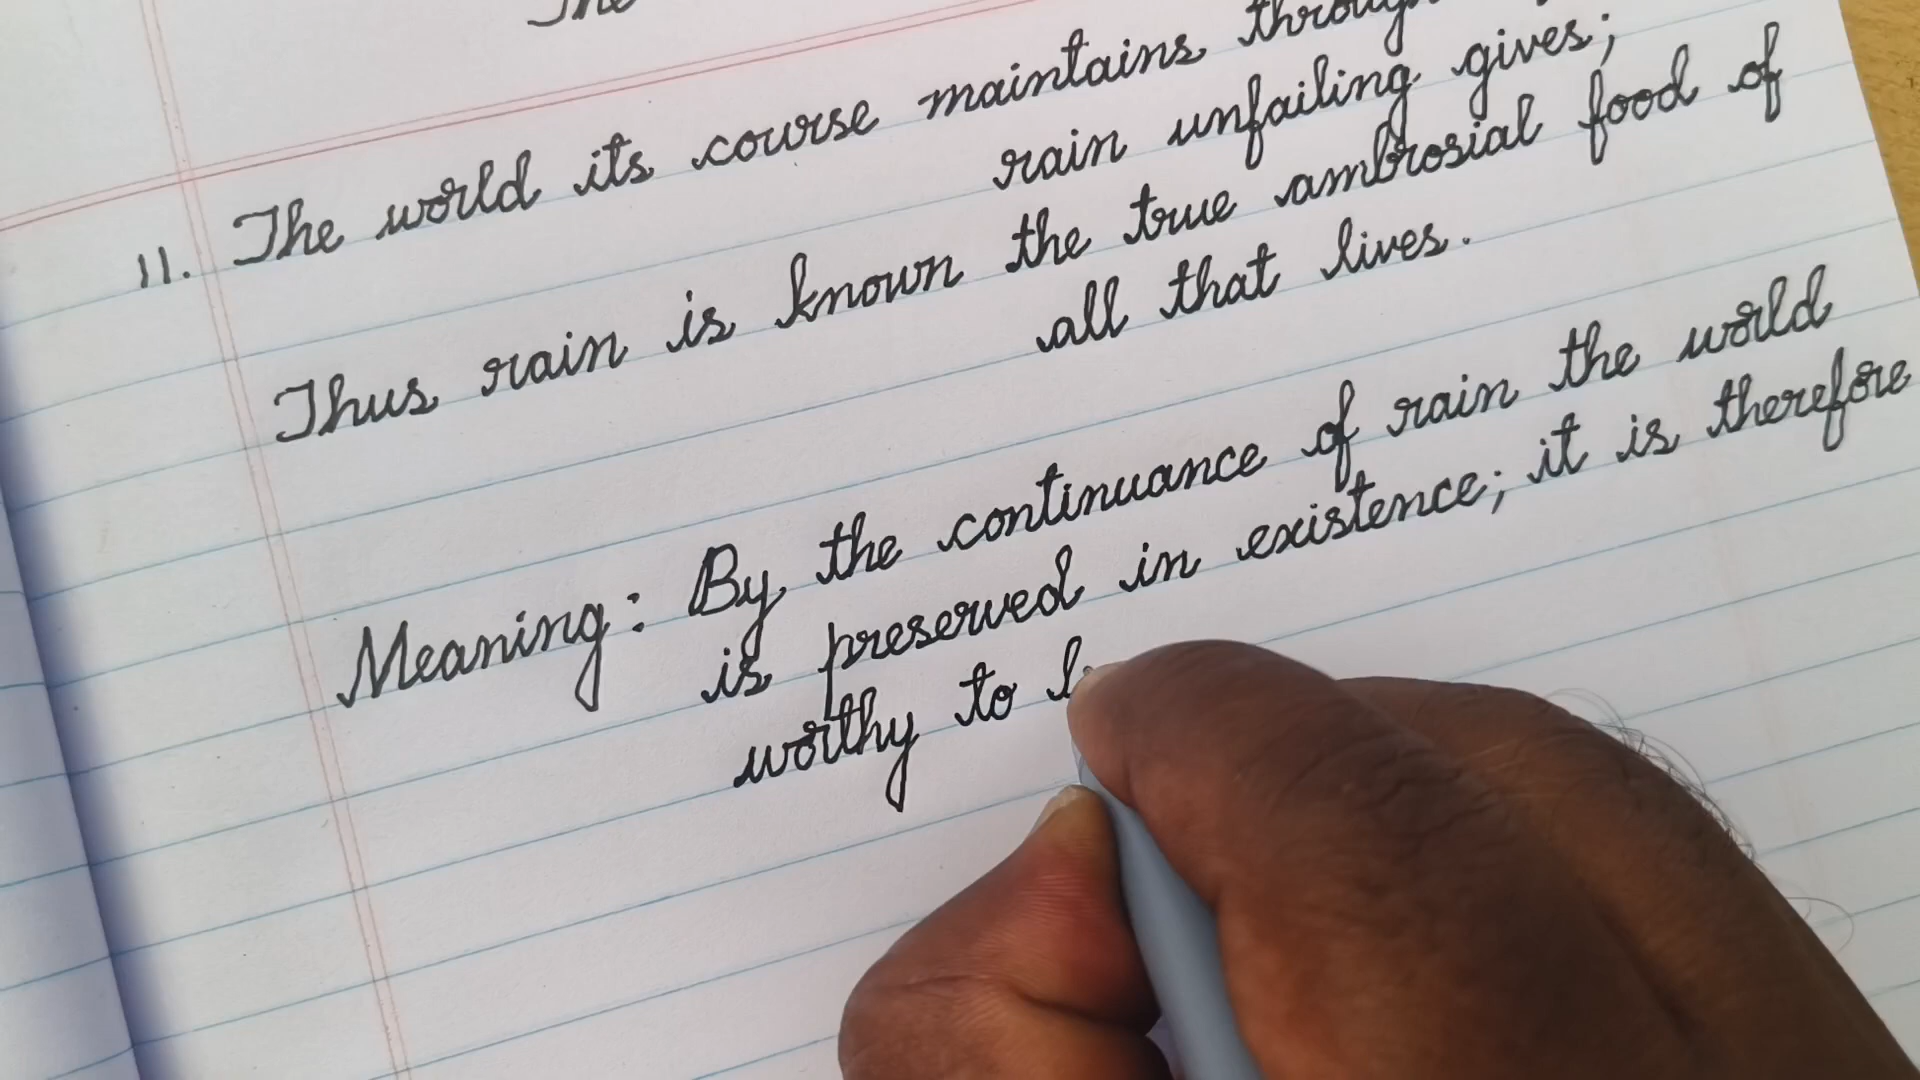 The
11. The world its course maintains through
rain unfailing gives;
Thus rain is known the true ambrosial food of
all that lives.
Meaning: By the continuance of rain the world
is preserved in existence; it is therefore
worthy to